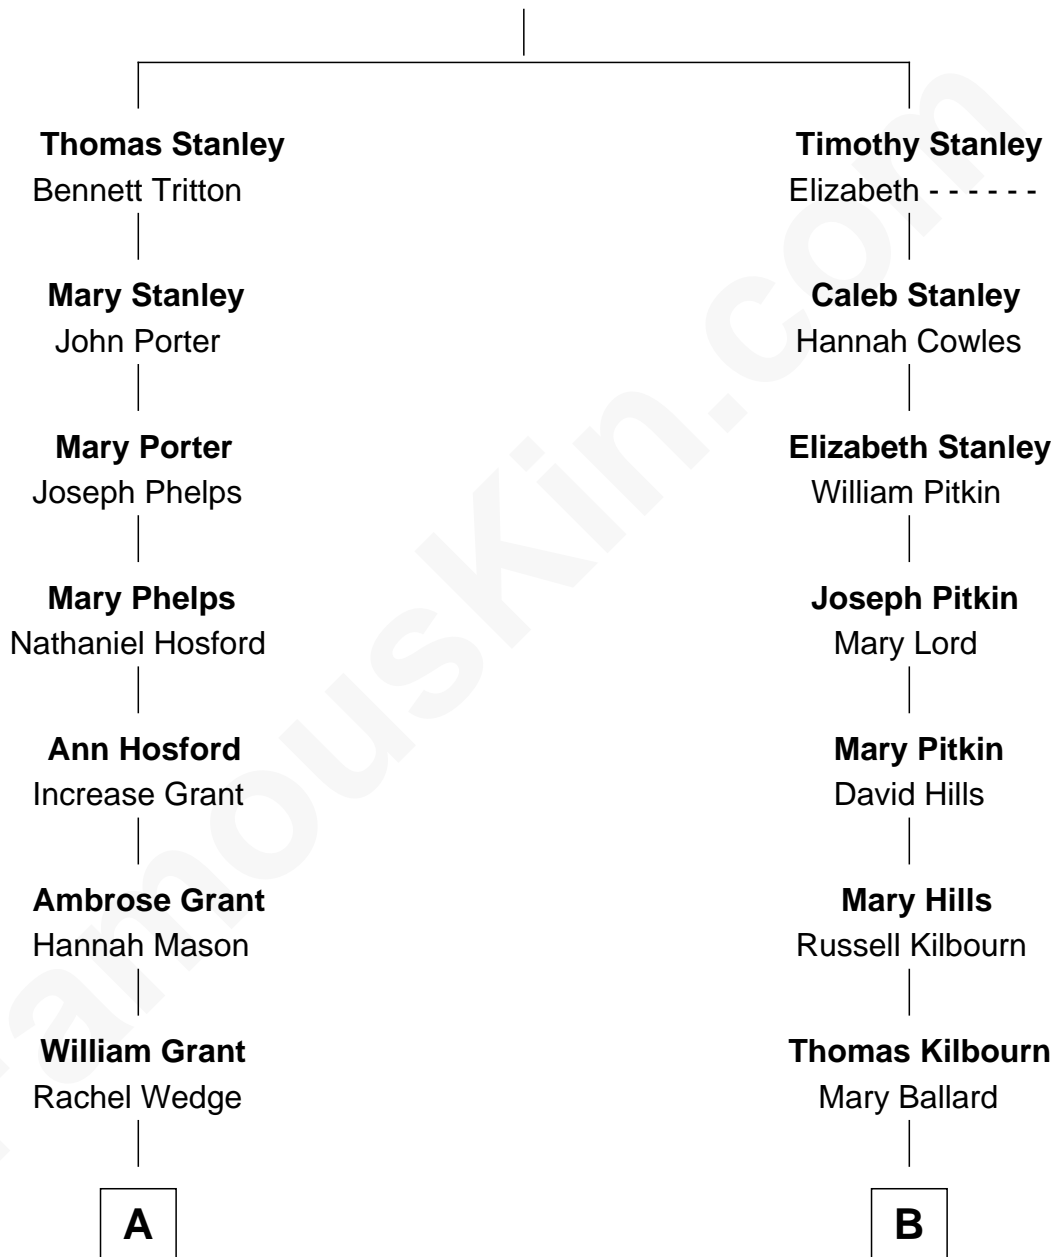 Thomas Stanley
Bennett Tritton
Timothy Stanley
Elizabeth - - - - - -
Mary Stanley
John Porter
Caleb Stanley
Hannah Cowles
Mary Porter
Joseph Phelps
Elizabeth Stanley
William Pitkin
Mary Phelps
Nathaniel Hosford
Joseph Pitkin
Mary Lord
Ann Hosford
Increase Grant
Mary Pitkin
David Hills
Ambrose Grant
Hannah Mason
Mary Hills
Russell Kilbourn
William Grant
Rachel Wedge
Thomas Kilbourn
Mary Ballard
A
B
FamousKin.com